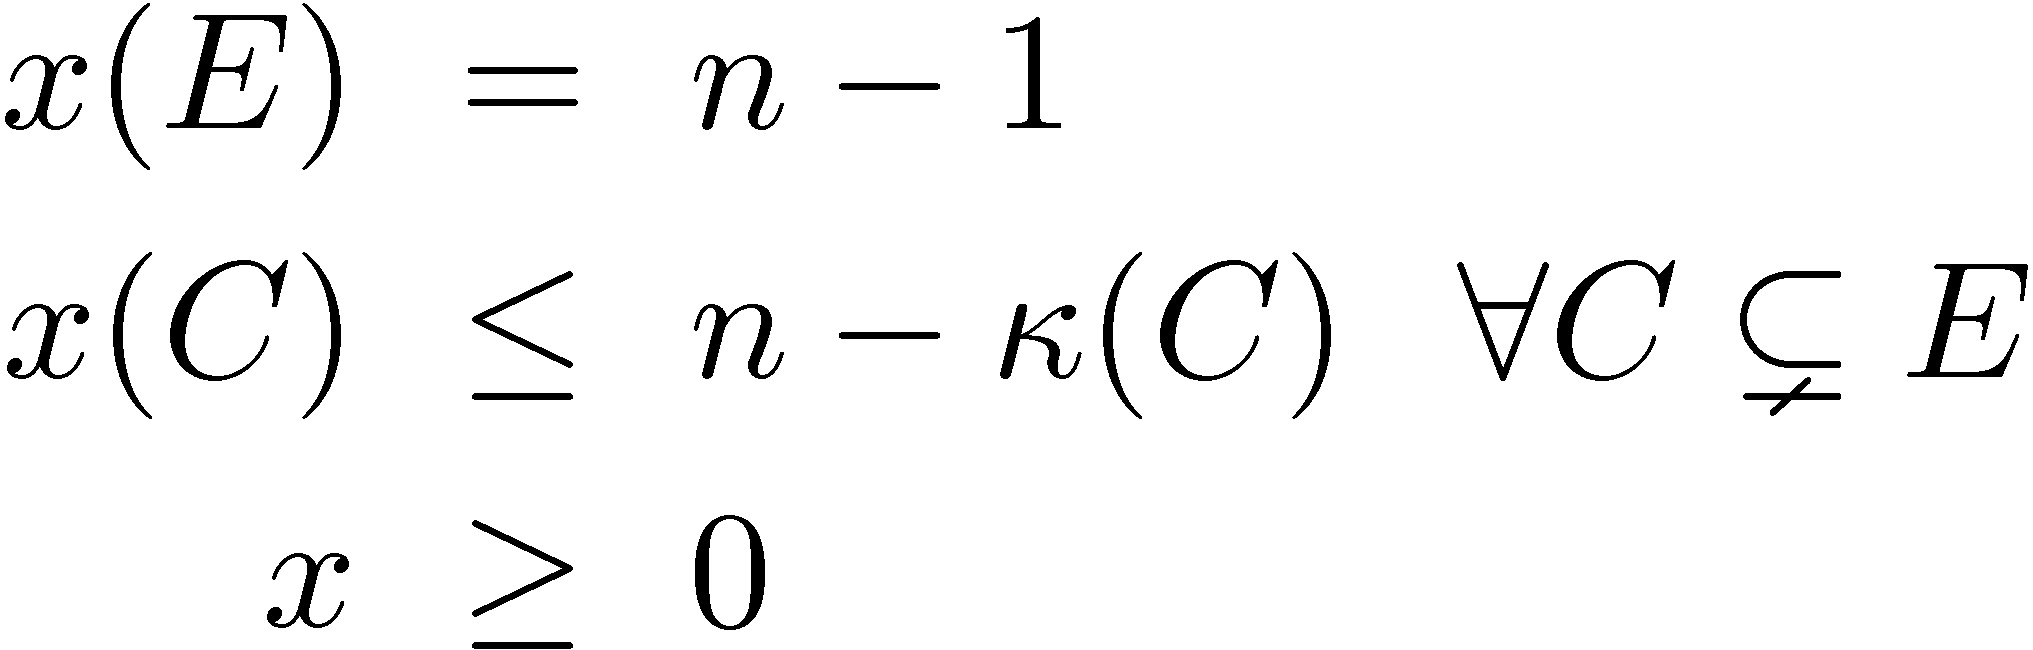 x(E) = n − 1
x(C) ≤ n − κ(C) ∀C ⊊ E
x ≥ 0